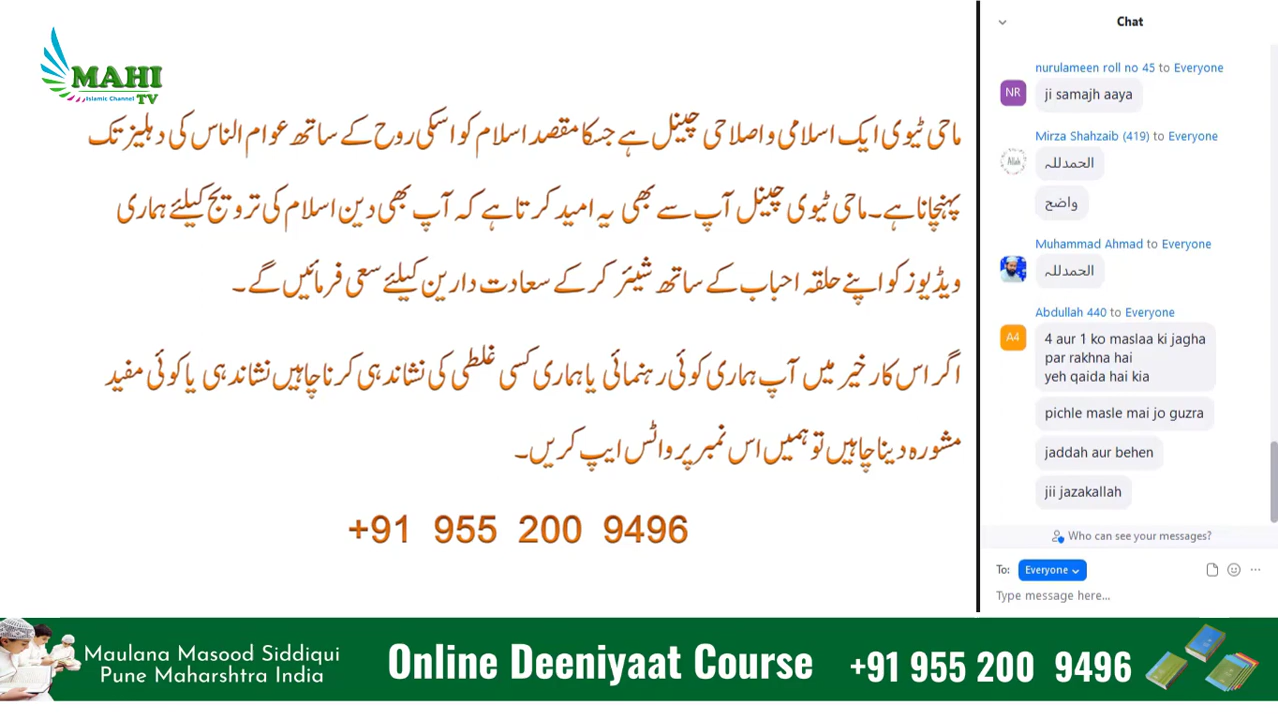 MAHI
Islamic Channel TV
ماحی ٹیوی ایک اسلامی و اصلاحی چینل ہے جسکا مقصد اسلام کو اسکی روح کے ساتھ عوام الناس کی دہلیز تک
پہنچانا ہے۔ ماحی ٹیوی چینل آپ سے بھی یہ امید کرتا ہے کہ آپ بھی دین اسلام کی ترویج کیلئے ہماری
ویڈیوز کو اپنے حلقہ احباب کے ساتھ شیئر کر کے سعادت دارین کیلئے سعی فرمائیں گے۔
اگر اس کار خیر میں آپ ہماری کوئی رہنمائی یا ہماری کسی غلطی کی نشاندہی کرنا چاہیں نشاندہی یا کوئی مفید
مشورہ دینا چاہیں تو ہمیں اس نمبر پر واٹس ایپ کریں۔
+91 955 200 9496
Chat
nurulameen roll no 45 to Everyone
NR
ji samajh aaya
Mirza Shahzaib (419) to Everyone
الحمدللہ
واضح
Muhammad Ahmad to Everyone
الحمدللہ
Abdullah 440 to Everyone
A4
4 aur 1 ko maslaa ki jagha
par rakhna hai
yeh qaida hai kia
pichle masle mai jo guzra
jaddah aur behen
jii jazakallah
Who can see your messages?
To: Everyone
Type message here...
Maulana Masood Siddiqui
Pune Maharshtra India
Online Deeniyaat Course
+91 955 200 9496